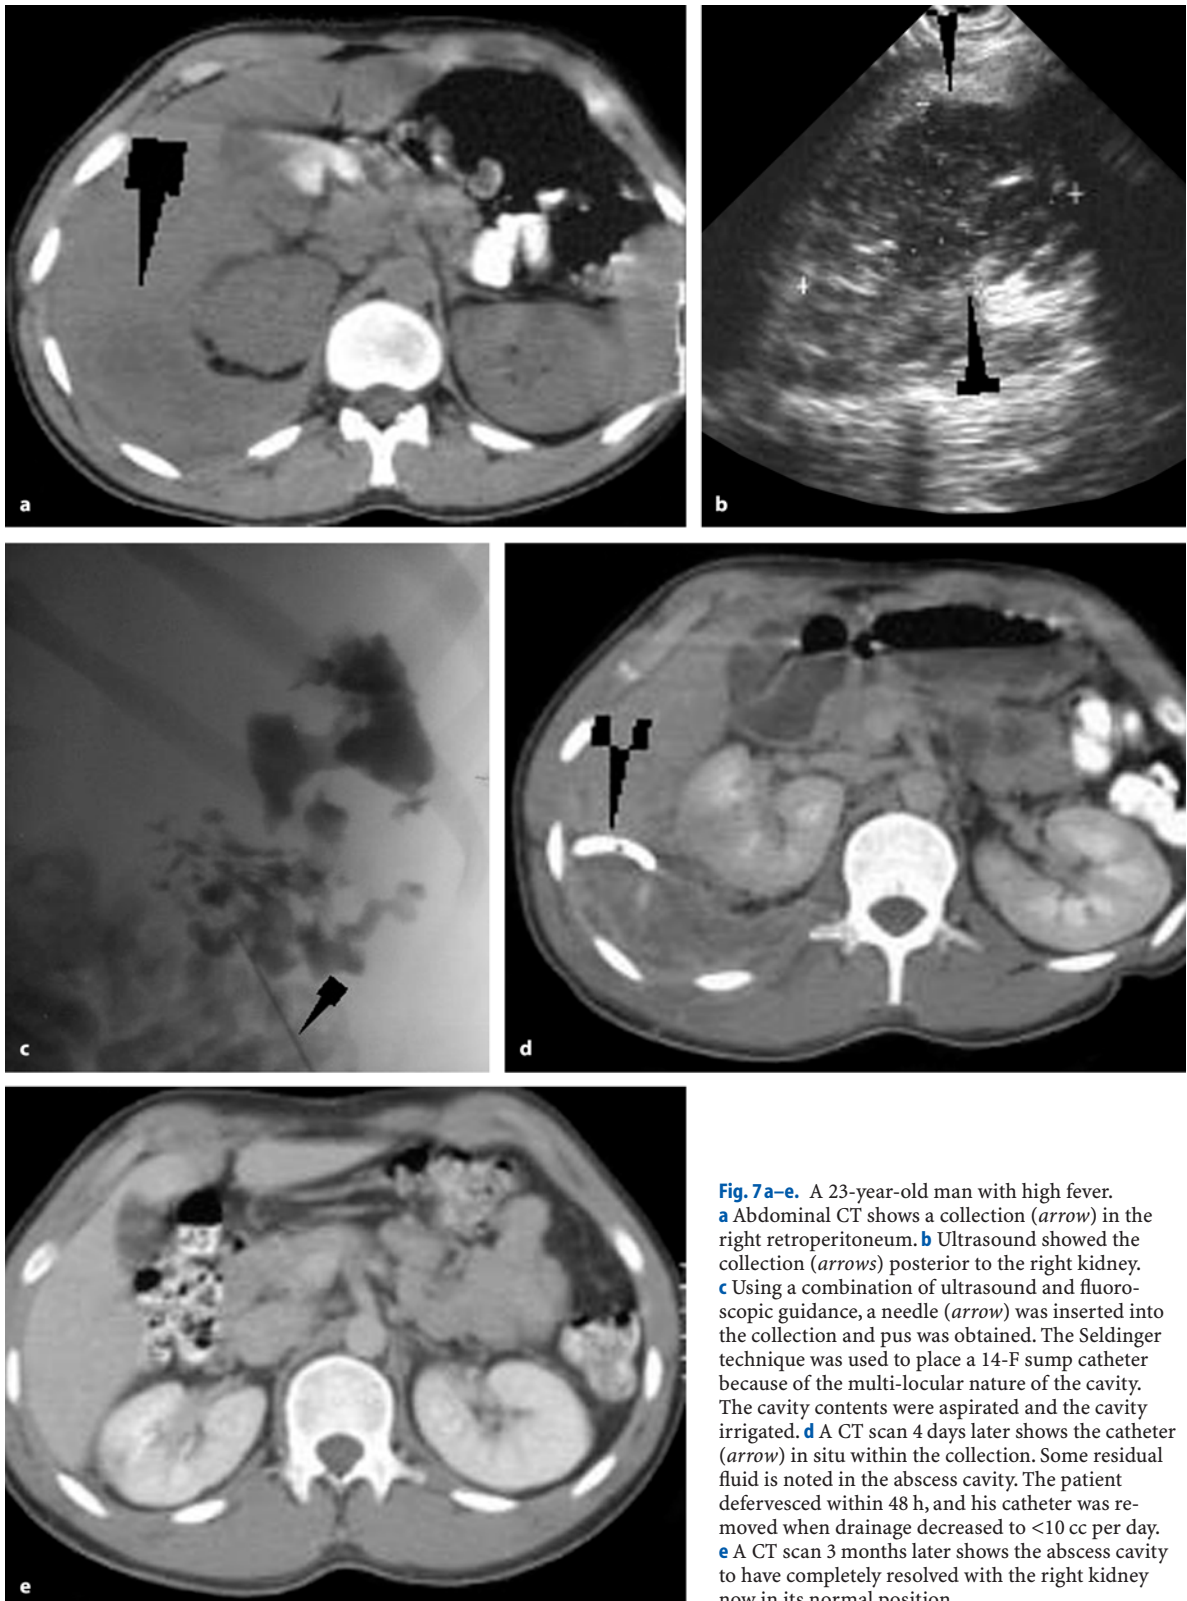 a
b
c
d
e
Fig. 7a–e. A 23-year-old man with high fever.
a Abdominal CT shows a collection (arrow) in the
right retroperitoneum. b Ultrasound showed the
collection (arrows) posterior to the right kidney.
c Using a combination of ultrasound and fluoro-
scopic guidance, a needle (arrow) was inserted into
the collection and pus was obtained. The Seldinger
technique was used to place a 14-F sump catheter
because of the multi-locular nature of the cavity.
The cavity contents were aspirated and the cavity
irrigated. d A CT scan 4 days later shows the catheter
(arrow) in situ within the collection. Some residual
fluid is noted in the abscess cavity. The patient
defervesced within 48 h, and his catheter was re-
moved when drainage decreased to <10 cc per day.
e A CT scan 3 months later shows the abscess cavity
to have completely resolved with the right kidney
now in its normal position